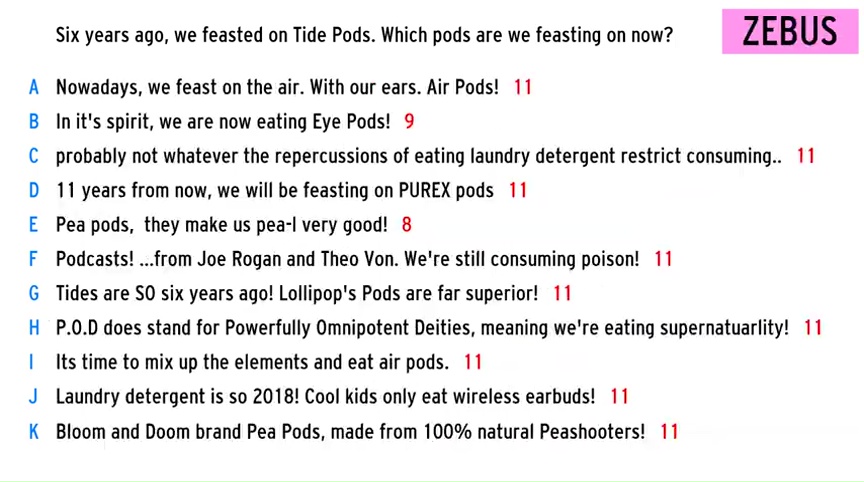 Six years ago, we feasted on Tide Pods. Which pods are we feasting on now?
ZEBUS
A Nowadays, we feast on the air. With our ears. Air Pods! 11
B In it's spirit, we are now eating Eye Pods! 9
C probably not whatever the repercussions of eating laundry detergent restrict consuming.. 11
D 11 years from now, we will be feasting on PUREX pods 11
E Pea pods, they make us pea-l very good! 8
F Podcasts! ...from Joe Rogan and Theo Von. We're still consuming poison! 11
G Tides are SO six years ago! Lollipop's Pods are far superior! 11
H P.O.D does stand for Powerfully Omnipotent Deities, meaning we're eating supernatuarlity! 11
I Its time to mix up the elements and eat air pods. 11
J Laundry detergent is so 2018! Cool kids only eat wireless earbuds! 11
K Bloom and Doom brand Pea Pods, made from 100% natural Peashooters! 11